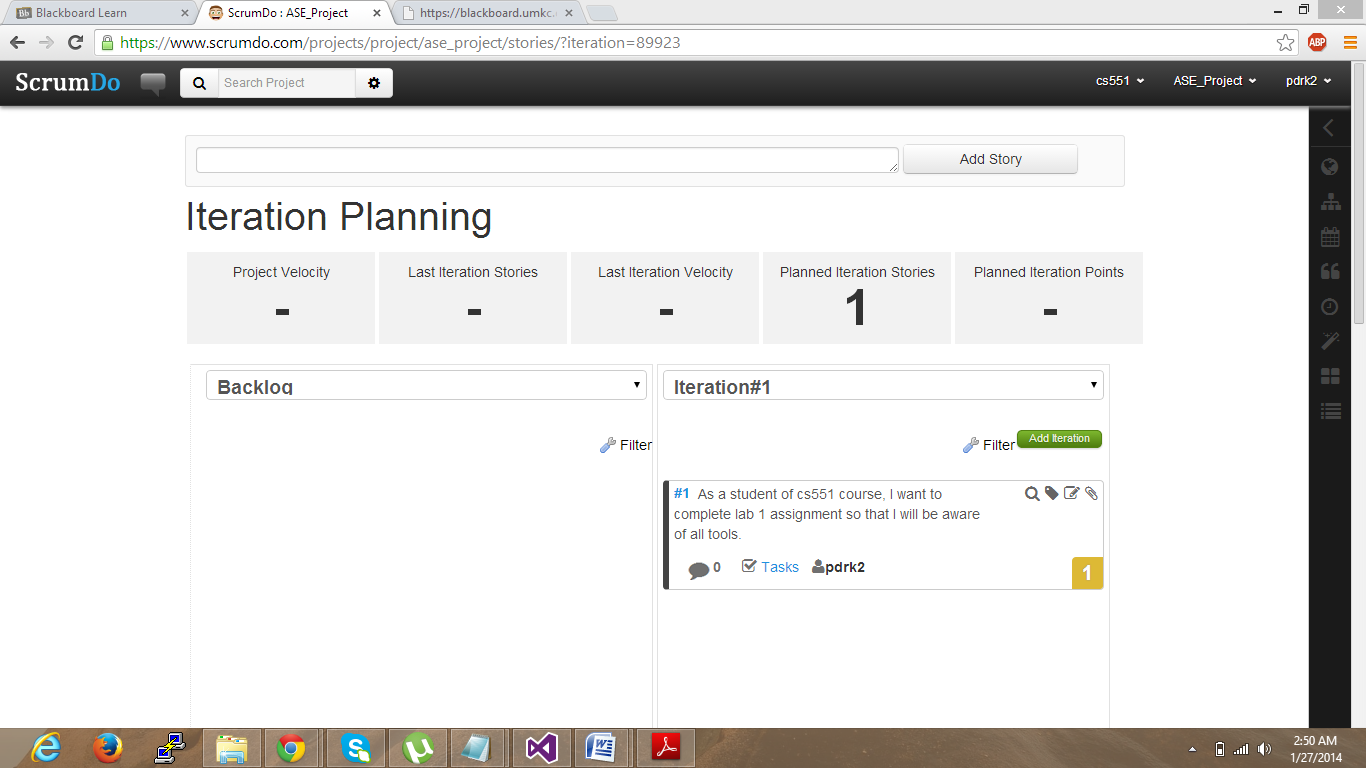 Blackboard Learn
ScrumDo : ASE_Project
https://blackboard.umkc.
https://www.scrumdo.com/projects/project/ase_project/stories/?iteration=89923
ABP
ScrumDo
Search Project
cs551
ASE_Project
pdrk2
Add Story
Iteration Planning
Project Velocity
-
Last Iteration Stories
-
Last Iteration Velocity
-
Planned Iteration Stories
1
Planned Iteration Points
-
Backlog
Iteration#1
Filter
Filter
Add Iteration
#1 As a student of cs551 course, I want to
complete lab 1 assignment so that I will be aware
of all tools.
0
Tasks
pdrk2
1
2:50 AM
1/27/2014